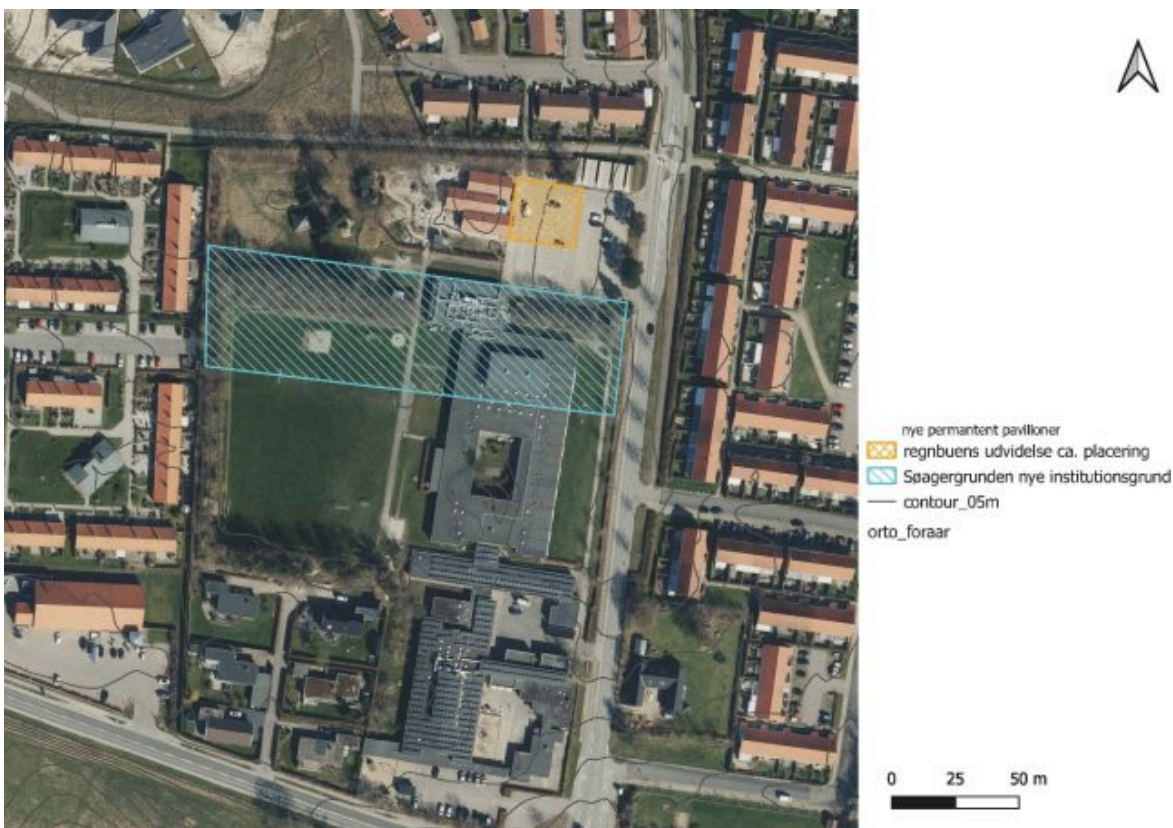 nye permantent pavilloner
regnbuens udvidelse ca. placering
Søagergrunden nye institutionsgrund
contour_05m
orto_foraar
0 25 50 m